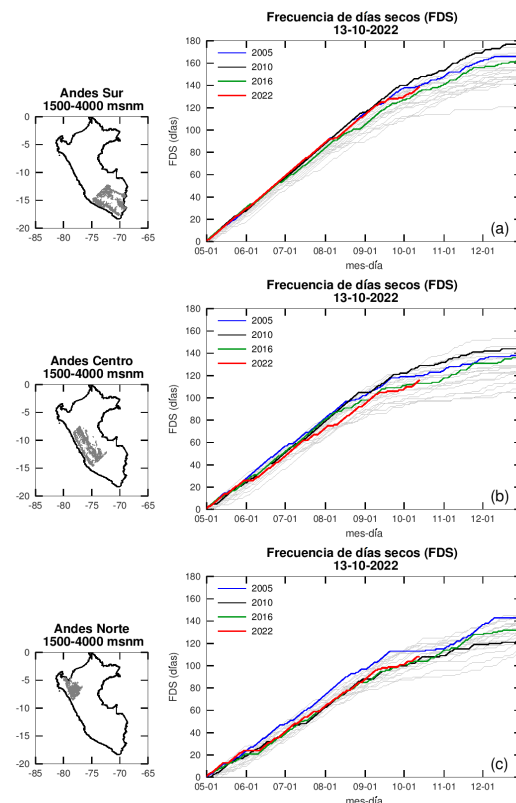 Frecuencia de días secos (FDS)
13-10-2022
Andes Sur
1500-4000 msnm
0
-5
-10
-15
-20
-85 -80 -75 -70 -65
FDS (días)
180
160
140
120
100
80
60
40
20
0
2005
2010
2016
2022
(a)
05-01 06-01 07-01 08-01 09-01 10-01 11-01 12-01
mes-día
Frecuencia de días secos (FDS)
13-10-2022
Andes Centro
1500-4000 msnm
0
-5
-10
-15
-20
-85 -80 -75 -70 -65
FDS (días)
180
160
140
120
100
80
60
40
20
0
2005
2010
2016
2022
(b)
05-01 06-01 07-01 08-01 09-01 10-01 11-01 12-01
mes-día
Frecuencia de días secos (FDS)
13-10-2022
Andes Norte
1500-4000 msnm
0
-5
-10
-15
-20
-85 -80 -75 -70 -65
FDS (días)
180
160
140
120
100
80
60
40
20
0
2005
2010
2016
2022
(c)
05-01 06-01 07-01 08-01 09-01 10-01 11-01 12-01
mes-día